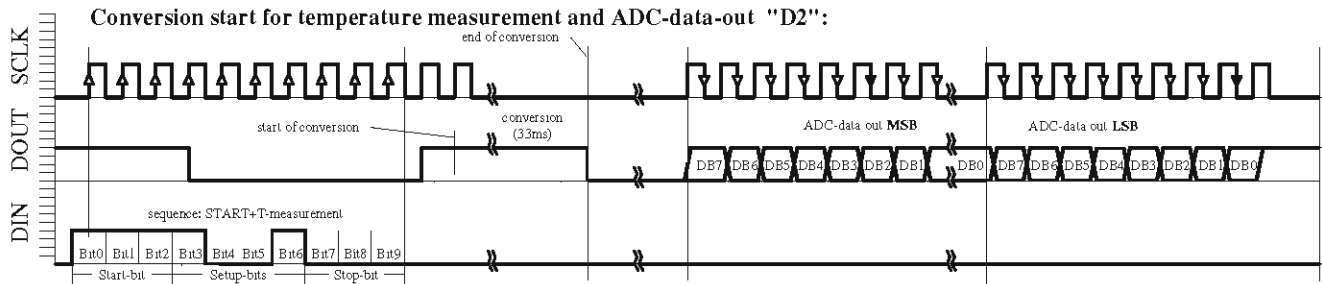 Conversion start for temperature measurement and ADC-data-out "D2":
end of conversion
SCLK
DOUT
start of conversion
conversion
(33ms)
ADC-data out MSB
ADC-data out LSB
DB7 DB6 DB5 DB4 DB3 DB2 DB1 DB0 DB7 DB6 DB5 DB4 DB3 DB2 DB1 DB0
DIN
sequence: START+T-measurement
Bit0 Bit1 Bit2 Bit3 Bit4 Bit5 Bit6 Bit7 Bit8 Bit9
Start-bit Setup-bits Stop-bit